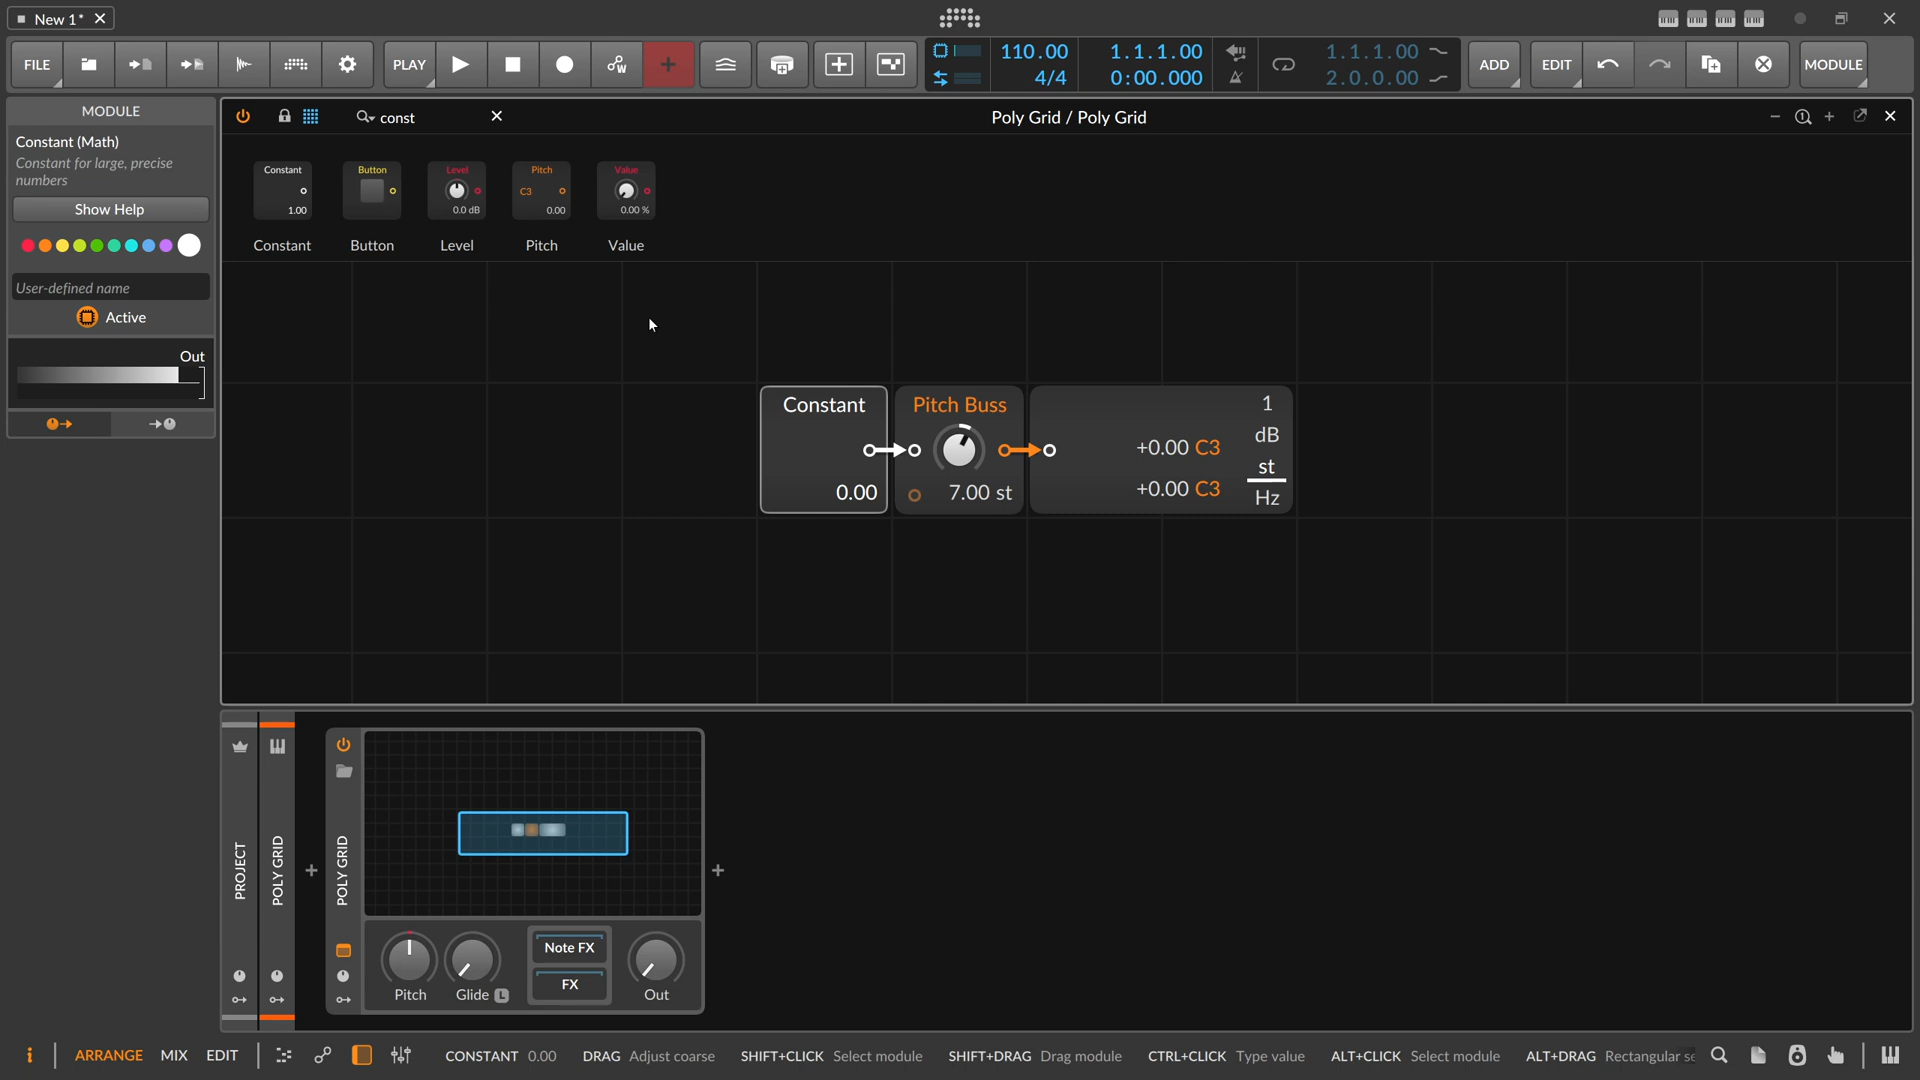 New 1*
FILE
PLAY
110.00
4/4
1.1.1.00
0:00.000
1.1.1.00
2.0.0.00
ADD
EDIT
MODULE
MODULE
Constant (Math)
Constant for large, precise
numbers
Show Help
User-defined name
Active
Out
const
Poly Grid / Poly Grid
Constant
1.00
Constant
Button
Button
Level
0.0 dB
Level
Pitch
C3
0.00
Pitch
Value
0.00 %
Value
Constant
0.00
Pitch Buss
7.00 st
+0.00 C3
+0.00 C3
1
dB
st
Hz
PROJECT
POLY GRID
POLY GRID
Pitch
Glide L
Note FX
FX
Out
i
ARRANGE MIX EDIT
CONSTANT 0.00 DRAG Adjust coarse SHIFT+CLICK Select module SHIFT+DRAG Drag module CTRL+CLICK Type value ALT+CLICK Select module ALT+DRAG Rectangular se